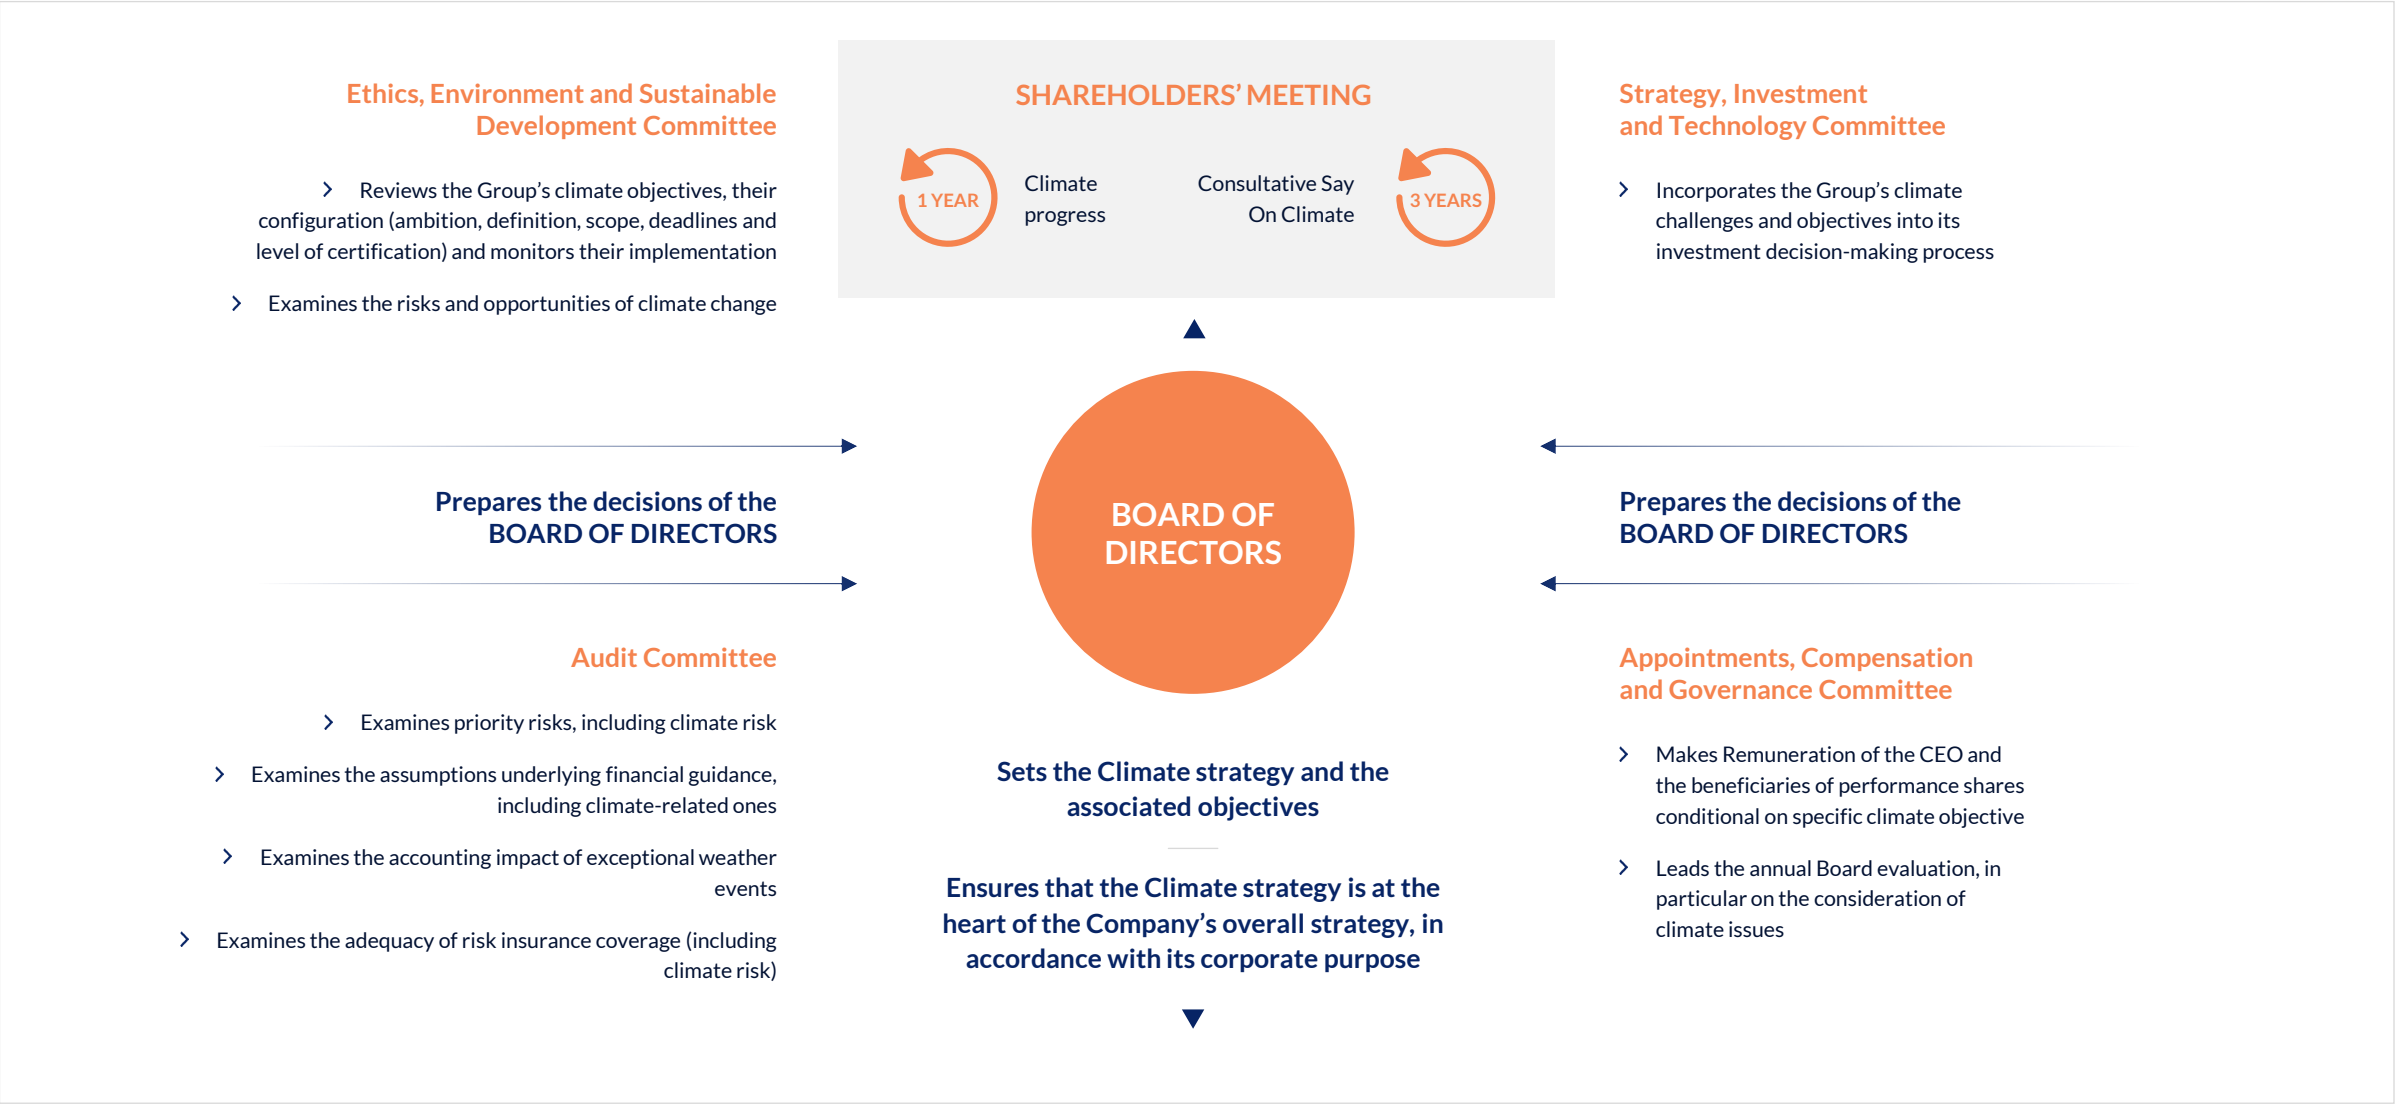 Ethics, Environment and Sustainable
Development Committee
Reviews the Group’s climate objectives, their
configuration (ambition, definition, scope, deadlines and
level of certification) and monitors their implementation
Examines the risks and opportunities of climate change
SHAREHOLDERS’ MEETING
1 YEAR
Climate
progress
Consultative Say
On Climate
3 YEARS
Strategy, Investment
and Technology Committee
Incorporates the Group’s climate
challenges and objectives into its
investment decision-making process
Prepares the decisions of the
BOARD OF DIRECTORS
BOARD OF
DIRECTORS
Prepares the decisions of the
BOARD OF DIRECTORS
Audit Committee
Examines priority risks, including climate risk
Examines the assumptions underlying financial guidance,
including climate-related ones
Examines the accounting impact of exceptional weather
events
Examines the adequacy of risk insurance coverage (including
climate risk)
Sets the Climate strategy and the
associated objectives
Ensures that the Climate strategy is at the
heart of the Company’s overall strategy, in
accordance with its corporate purpose
Appointments, Compensation
and Governance Committee
Makes Remuneration of the CEO and
the beneficiaries of performance shares
conditional on specific climate objective
Leads the annual Board evaluation, in
particular on the consideration of
climate issues